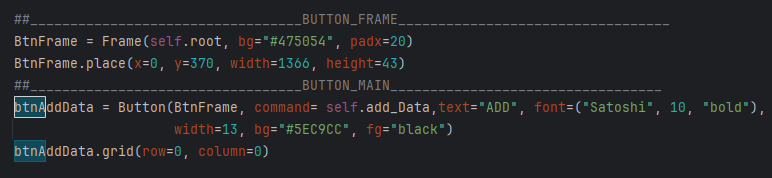 ##_________________________________BUTTON_FRAME_________________________________
BtnFrame = Frame(self.root, bg="#475054", padx=20)
BtnFrame.place(x=0, y=370, width=1366, height=43)
##_________________________________BUTTON_MAIN_________________________________
btnAddData = Button(BtnFrame, command= self.add_Data,text="ADD", font=("Satoshi", 10, "bold"),
                    width=13, bg="#5EC9CC", fg="black")
btnAddData.grid(row=0, column=0)